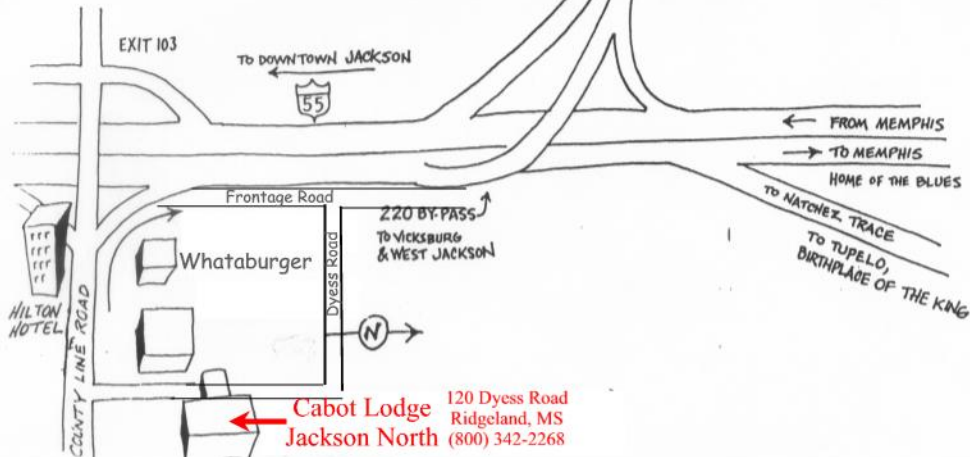 EXIT 103
TO DOWNTOWN JACKSON
55
FROM MEMPHIS
TO MEMPHIS
HOME OF THE BLUES
TO NATCHEZ TRACE
TO TUPELO,
BIRTHPLACE OF THE KING
Frontage Road
220 BY-PASS
TO VICKSBURG
& WEST JACKSON
Whataburger
Dyess Road
HILTON
HOTEL
COUNTY LINE ROAD
N
Cabot Lodge
Jackson North
120 Dyess Road
Ridgeland, MS
(800) 342-2268